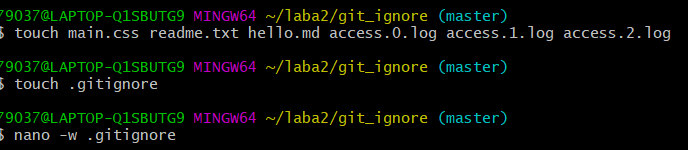 79037@LAPTOP-Q1SBUTG9 MINGW64 ~/laba2/git_ignore (master)
$ touch main.css readme.txt hello.md access.0.log access.1.log access.2.log
79037@LAPTOP-Q1SBUTG9 MINGW64 ~/laba2/git_ignore (master)
$ touch .gitignore
79037@LAPTOP-Q1SBUTG9 MINGW64 ~/laba2/git_ignore (master)
$ nano -w .gitignore